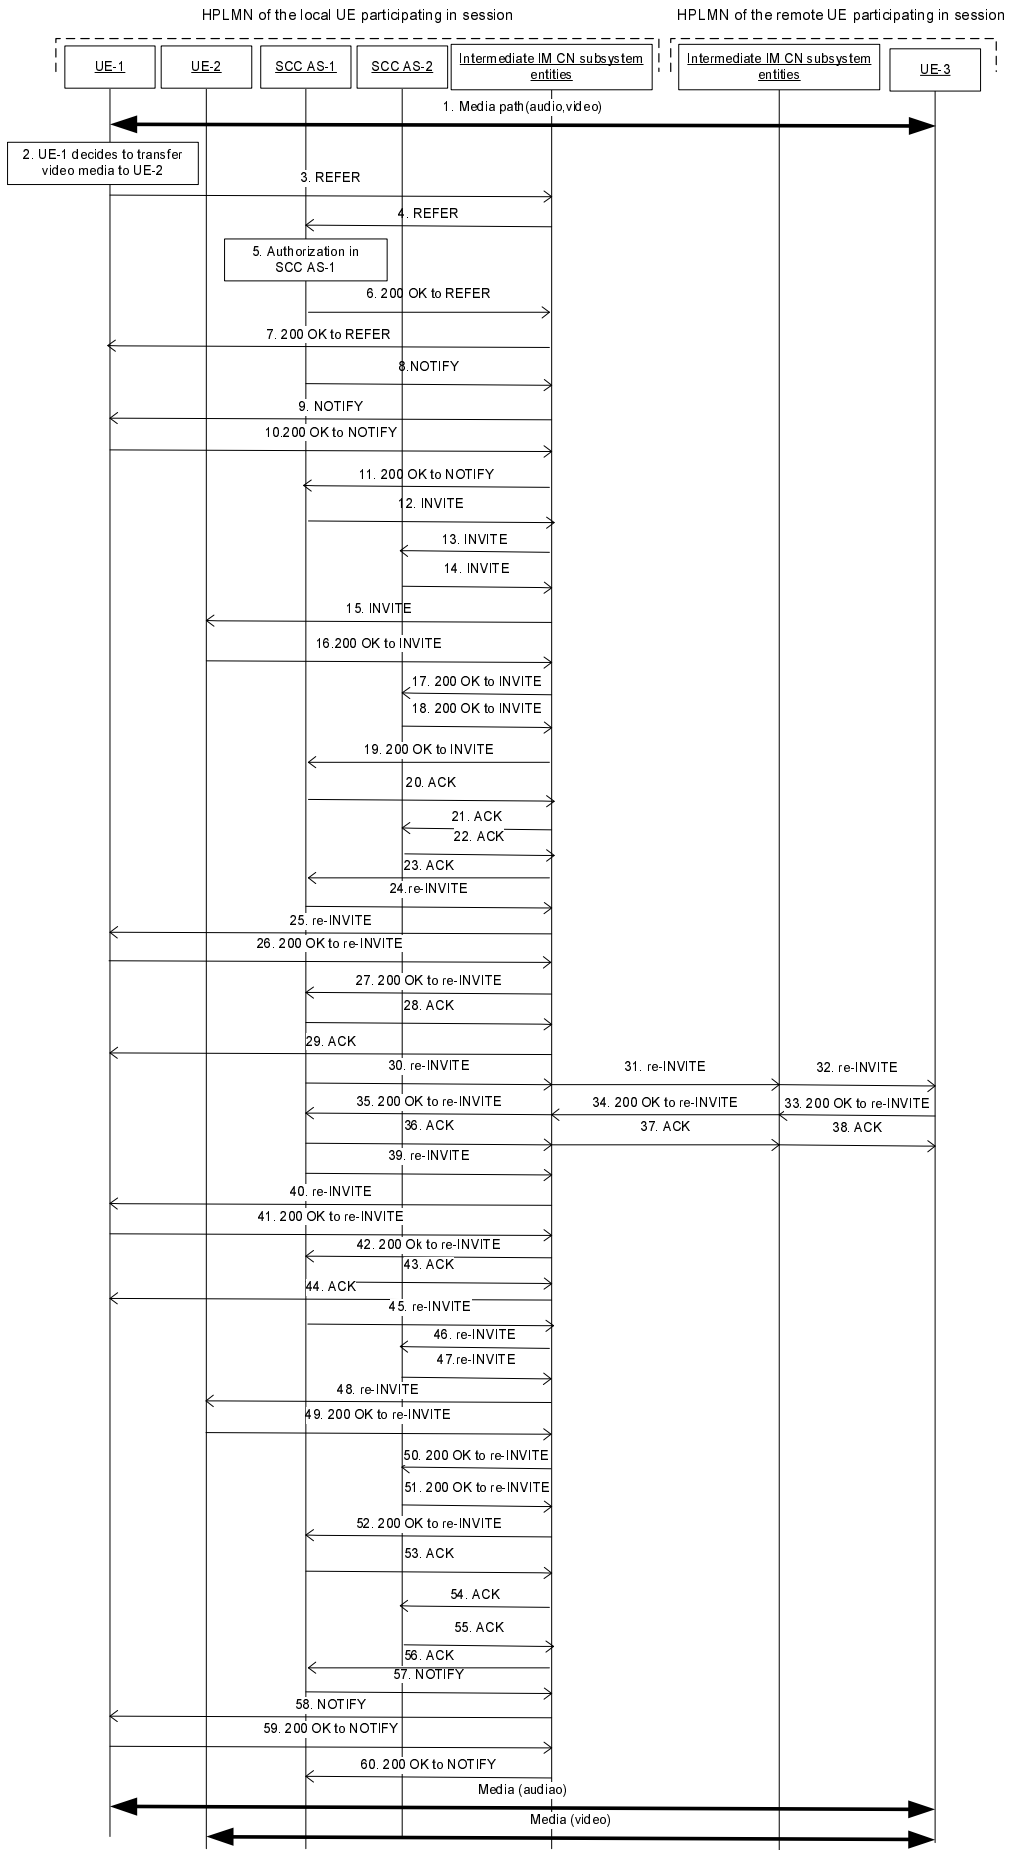 HPLMN of the local UE participating in session
HPLMN of the remote UE participating in session
UE-1
UE-2
SCC AS-1
SCC AS-2
Intermediate IM CN subsystem
entities
Intermediate IM CN subsystem
entities
UE-3
1. Media path(audio,video)
2. UE-1 decides to transfer
video media to UE-2
3. REFER
4. REFER
5. Authorization in
SCC AS-1
6. 200 OK to REFER
7. 200 OK to REFER
8.NOTIFY
9. NOTIFY
10.200 OK to NOTIFY
11. 200 OK to NOTIFY
12. INVITE
13. INVITE
14. INVITE
15. INVITE
16.200 OK to INVITE
17. 200 OK to INVITE
18. 200 OK to INVITE
19. 200 OK to INVITE
20. ACK
21. ACK
22. ACK
23. ACK
24.re-INVITE
25. re-INVITE
26. 200 OK to re-INVITE
27. 200 OK to re-INVITE
28. ACK
29. ACK
30. re-INVITE
31. re-INVITE
32. re-INVITE
35. 200 OK to re-INVITE
34. 200 OK to re-INVITE
33. 200 OK to re-INVITE
36. ACK
37. ACK
38. ACK
39. re-INVITE
40. re-INVITE
41. 200 OK to re-INVITE
42. 200 Ok to re-INVITE
43. ACK
44. ACK
45. re-INVITE
46. re-INVITE
47.re-INVITE
48. re-INVITE
49. 200 OK to re-INVITE
50. 200 OK to re-INVITE
51. 200 OK to re-INVITE
52. 200 OK to re-INVITE
53. ACK
54. ACK
55. ACK
56. ACK
57. NOTIFY
58. NOTIFY
59. 200 OK to NOTIFY
60. 200 OK to NOTIFY
Media (audiao)
Media (video)